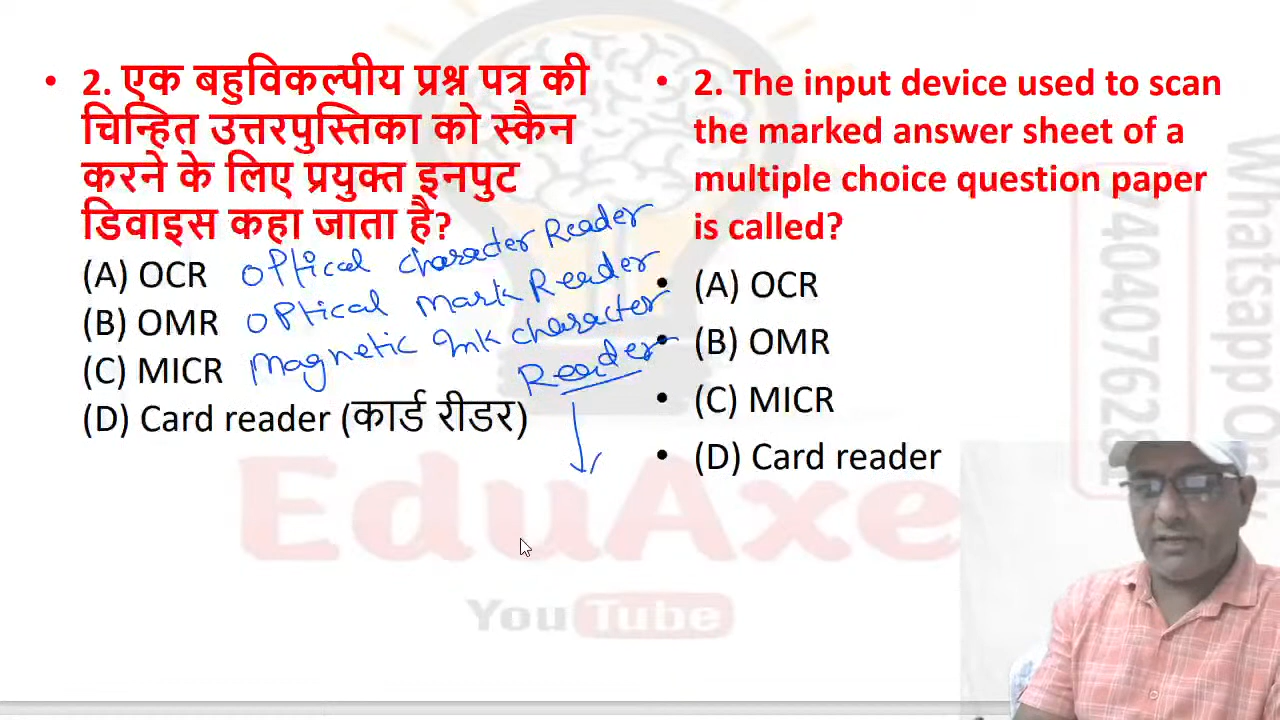 • 2. एक बहुविकल्पीय प्रश्न पत्र की
चिन्हित उत्तरपुस्तिका को स्कैन
करने के लिए प्रयुक्त इनपुट
डिवाइस कहा जाता है?
(A) OCR Optical character Reader
(B) OMR Optical mark Reader
(C) MICR Magnetic Ink character
Reader
(D) Card reader (कार्ड रीडर)
• 2. The input device used to scan
the marked answer sheet of a
multiple choice question paper
is called?
• (A) OCR
• (B) OMR
• (C) MICR
• (D) Card reader
EduAxe
YouTube
Whatsapp